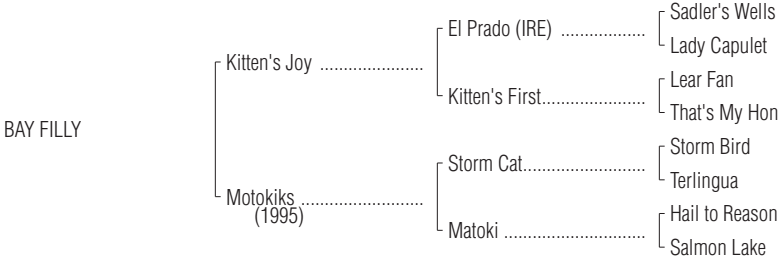 Sadler's Wells
El Prado (IRE) ...................
Lady Capulet
Kitten's Joy .......................
Lear Fan
Kitten's First.......................
That's My Hon
BAY FILLY
Storm Bird
Storm Cat...........................
Terlingua
Motokiks ...........................
(1995)
Hail to Reason
Matoki ...............................
Salmon Lake